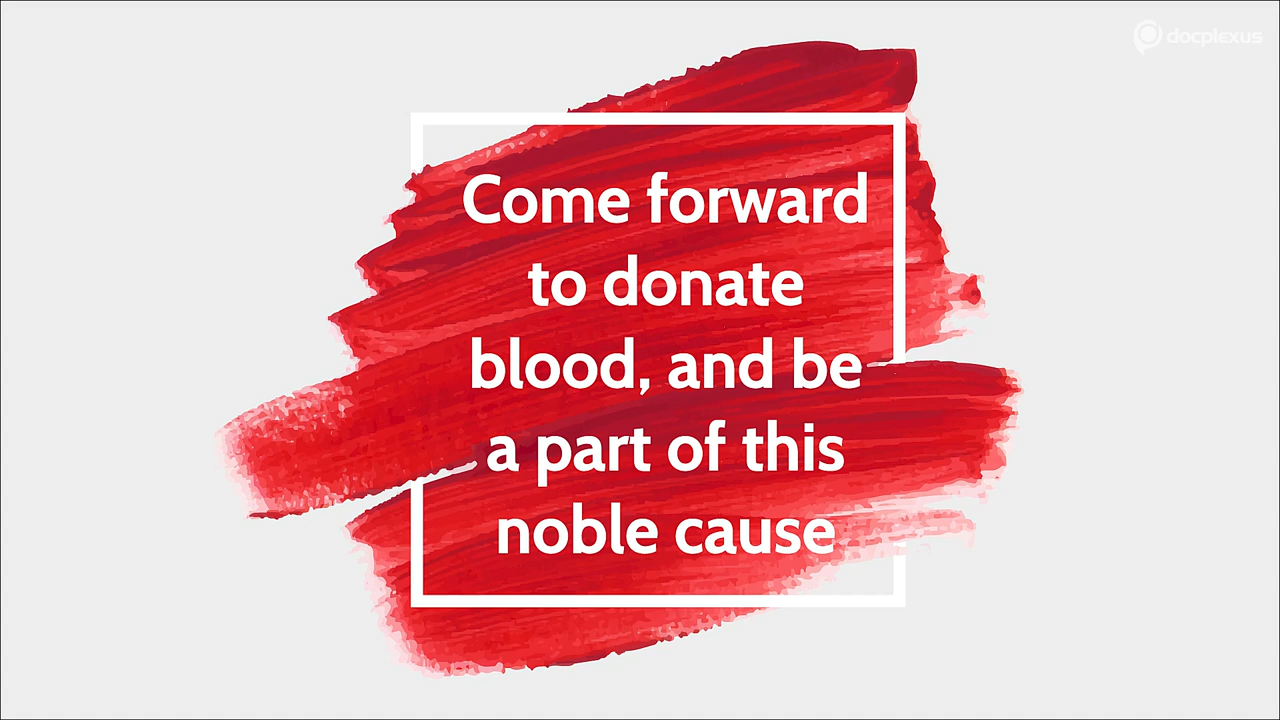 docplexus
Come forward
to donate
blood, and be
a part of this
noble cause